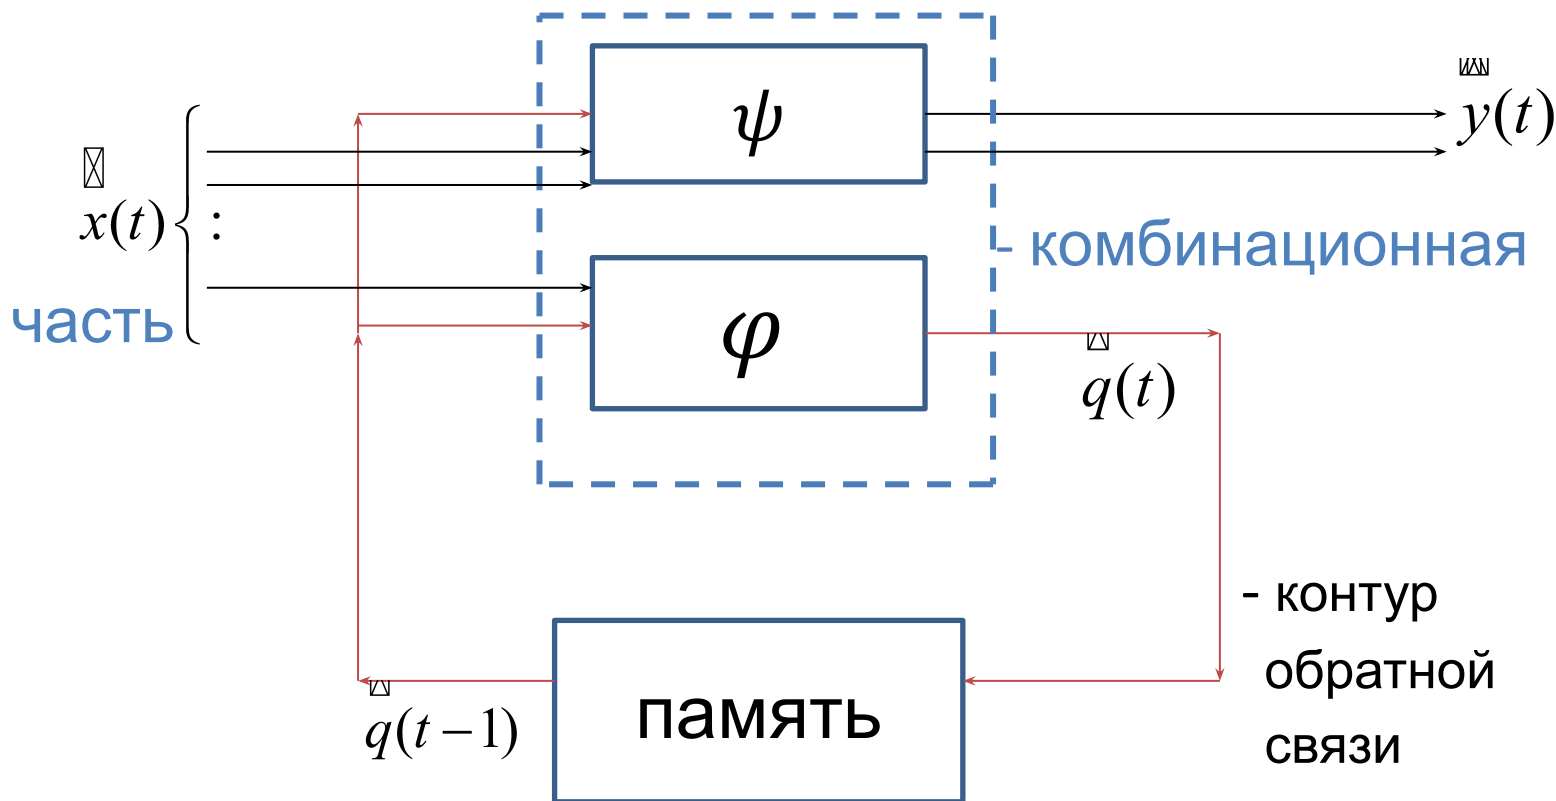 ψ
y(t)
x(t) :
- комбинационная
часть
φ
q(t)
- контур
обратной
связи
память
q(t−1)